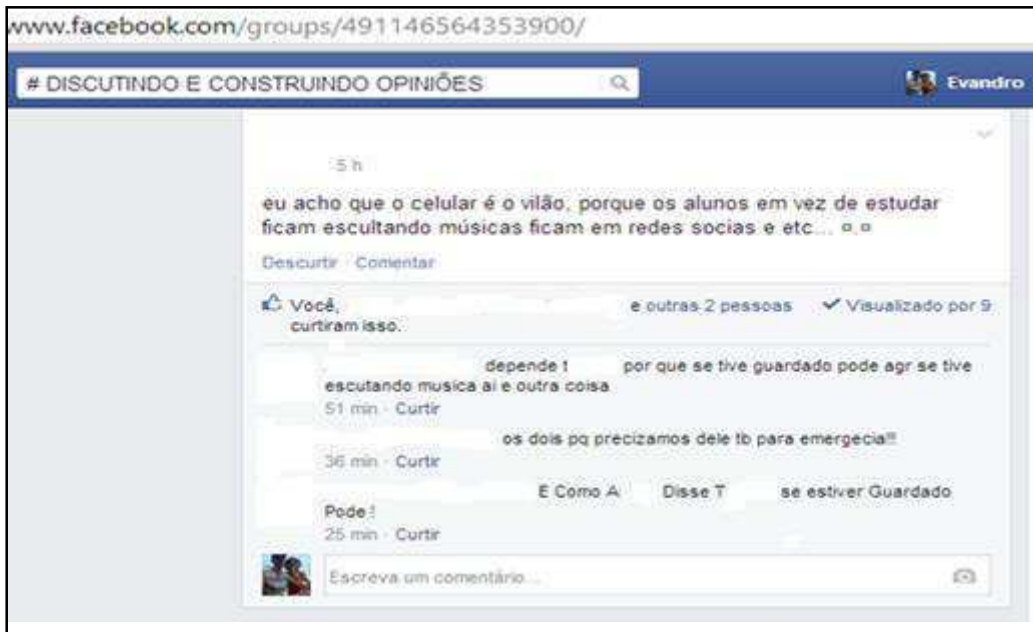 www.facebook.com/groups/491146564353900/
# DISCUTINDO E CONSTRUINDO OPINIÕES
Evandro
5 h
eu acho que o celular é o vilão, porque os alunos em vez de estudar
ficam escultando músicas ficam em redes socias e etc... ¤.¤
Descurtir · Comentar
Você, e outras 2 pessoas ✓ Visualizado por 9
curtiram isso.
depende t por que se tive guardado pode agr se tive
escutando musica ai e outra coisa
51 min · Curtir
os dois pq precizamos dele tb para emergecia!!!
36 min · Curtir
E Como A Disse T se estiver Guardado
Pode !
25 min · Curtir
Escreva um comentário...